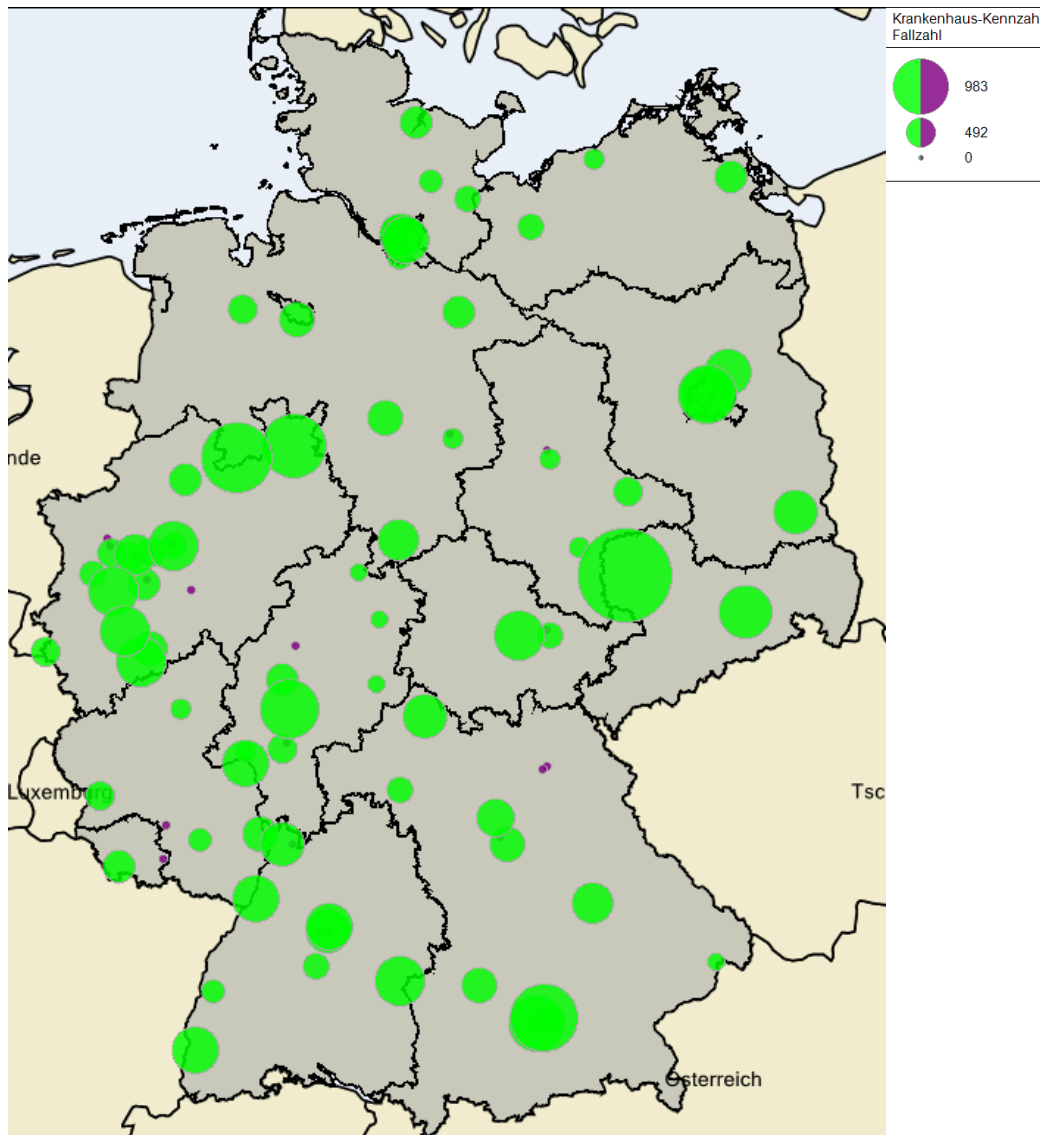 Krankenhaus-Kennzah
Fallzahl
983
492
0
nde
Luxemburg
Tsc
Österreich